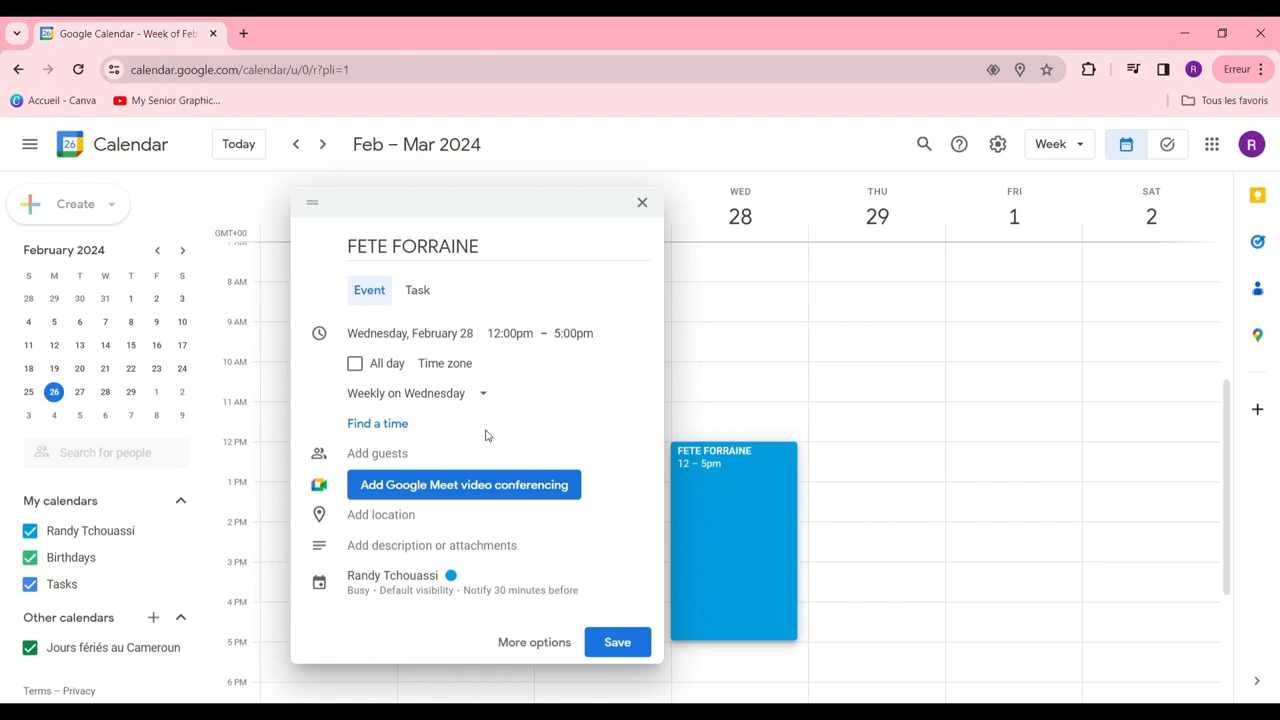 Google Calendar - Week of Feb
calendar.google.com/calendar/u/0/r?pli=1
R
Erreur
Accueil - Canva
My Senior Graphic...
Tous les favoris
26
Calendar
Today
Feb – Mar 2024
Week
R
Create
February 2024
S M T W T F S
28 29 30 31 1 2 3
4 5 6 7 8 9 10
11 12 13 14 15 16 17
18 19 20 21 22 23 24
25 26 27 28 29 1 2
3 4 5 6 7 8 9
Search for people
My calendars
Randy Tchouassi
Birthdays
Tasks
Other calendars
Jours fériés au Cameroun
Terms – Privacy
WED THU FRI SAT
28 29 1 2
GMT+00
7 AM
8 AM
9 AM
10 AM
11 AM
12 PM
1 PM
2 PM
3 PM
4 PM
5 PM
6 PM
FETE FORRAINE
Event Task
Wednesday, February 28 12:00pm – 5:00pm
All day Time zone
Weekly on Wednesday
Find a time
Add guests
Add Google Meet video conferencing
Add location
Add description or attachments
Randy Tchouassi
Busy · Default visibility · Notify 30 minutes before
More options Save
FETE FORRAINE
12 – 5pm